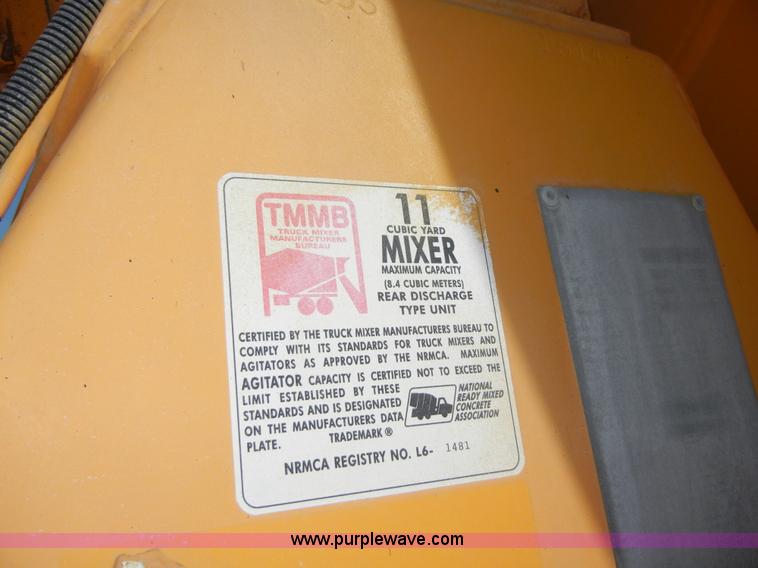 TMMB
TRUCK MIXER
MANUFACTURERS
BUREAU
11
CUBIC YARD
MIXER
MAXIMUM CAPACITY
(8.4 CUBIC METERS)
REAR DISCHARGE
TYPE UNIT
CERTIFIED BY THE TRUCK MIXER MANUFACTURERS BUREAU TO
COMPLY WITH ITS STANDARDS FOR TRUCK MIXERS AND
AGITATORS AS APPROVED BY THE NRMCA. MAXIMUM
AGITATOR CAPACITY IS CERTIFIED NOT TO EXCEED THE
LIMIT ESTABLISHED BY THESE
STANDARDS AND IS DESIGNATED
ON THE MANUFACTURERS DATA
PLATE.
TRADEMARK ®
NATIONAL
READY MIXED
CONCRETE
ASSOCIATION
NRMCA REGISTRY NO. L6- 1481
www.purplewave.com